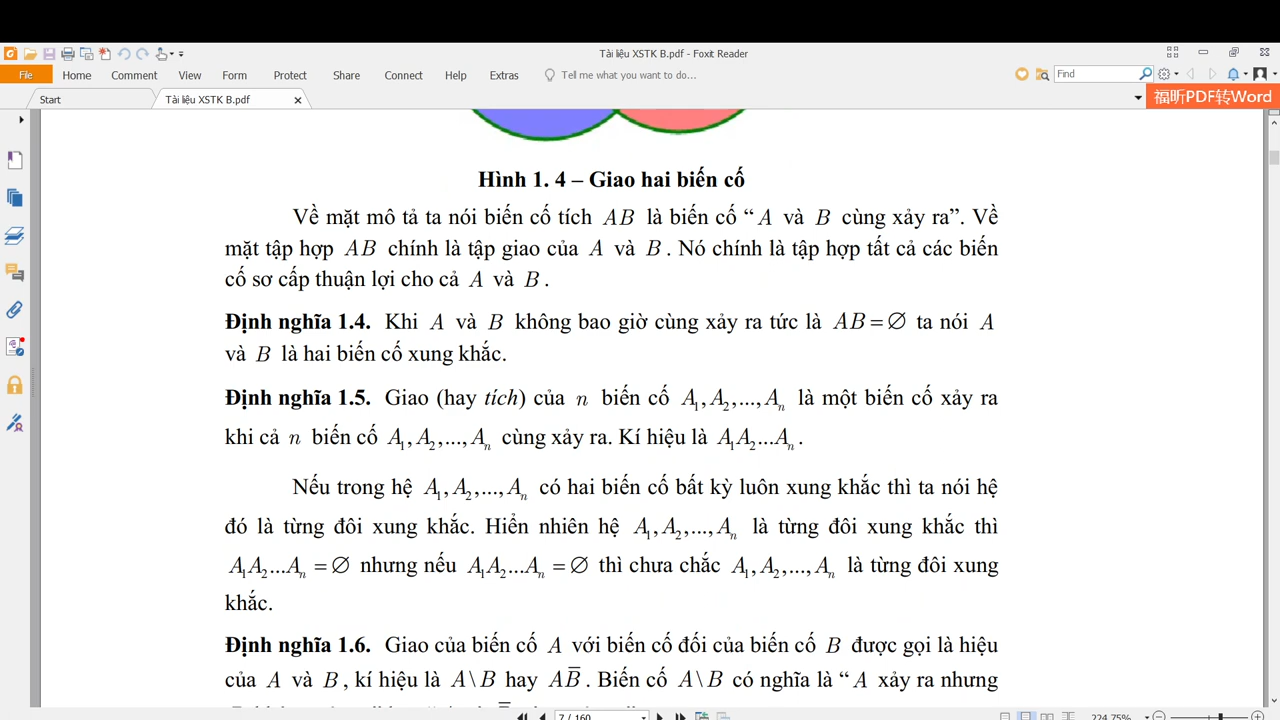 Tài liệu XSTK B.pdf - Foxit Reader
File Home Comment View Form Protect Share Connect Help Extras Tell me what you want to do... Find
Start Tài liệu XSTK B.pdf
福昕PDF转Word
Hình 1. 4 – Giao hai biến cố
Về mặt mô tả ta nói biến cố tích AB là biến cố “ A và B cùng xảy ra”. Về
mặt tập hợp AB chính là tập giao của A và B . Nó chính là tập hợp tất cả các biến
cố sơ cấp thuận lợi cho cả A và B .
Định nghĩa 1.4. Khi A và B không bao giờ cùng xảy ra tức là AB = ∅ ta nói A
và B là hai biến cố xung khắc.
Định nghĩa 1.5. Giao (hay tích) của n biến cố A₁, A₂,..., Aₙ là một biến cố xảy ra
khi cả n biến cố A₁, A₂,..., Aₙ cùng xảy ra. Kí hiệu là A₁A₂...Aₙ .
Nếu trong hệ A₁, A₂,..., Aₙ có hai biến cố bất kỳ luôn xung khắc thì ta nói hệ
đó là từng đôi xung khắc. Hiển nhiên hệ A₁, A₂,..., Aₙ là từng đôi xung khắc thì
A₁A₂...Aₙ = ∅ nhưng nếu A₁A₂...Aₙ = ∅ thì chưa chắc A₁, A₂,..., Aₙ là từng đôi xung
khắc.
Định nghĩa 1.6. Giao của biến cố A với biến cố đối của biến cố B được gọi là hiệu
của A và B , kí hiệu là A \ B hay AB̅ . Biến cố A \ B có nghĩa là “ A xảy ra nhưng
7 / 160 224.75%